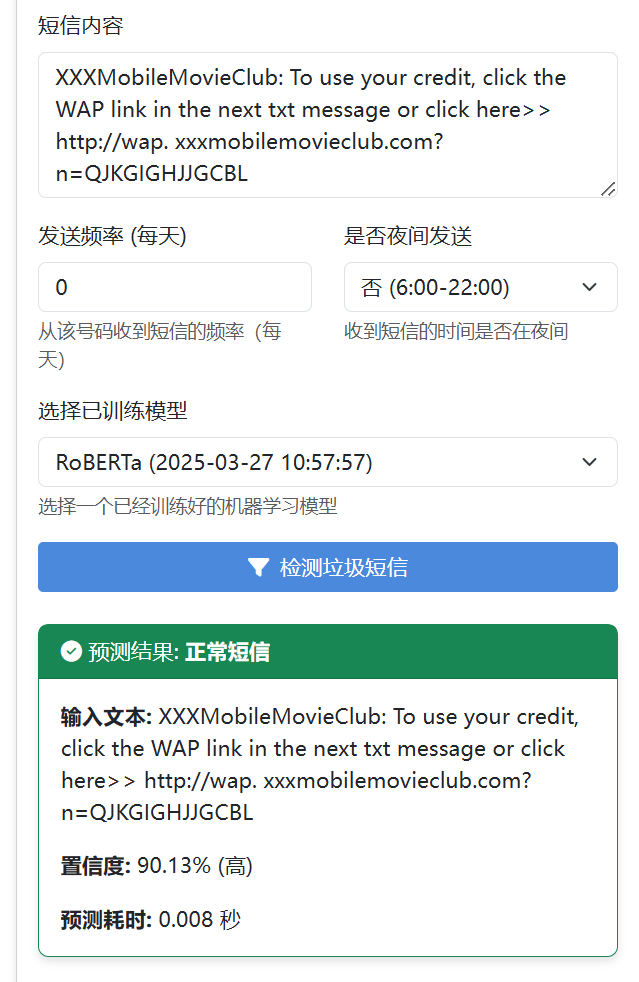 短信内容
XXXMobileMovieClub: To use your credit, click the
WAP link in the next txt message or click here>>
http://wap. xxxmobilemovieclub.com?
n=QJKGIGHJJGCBL
发送频率 (每天)
是否夜间发送
0
否 (6:00-22:00)
从该号码收到短信的频率（每
天）
收到短信的时间是否在夜间
选择已训练模型
RoBERTa (2025-03-27 10:57:57)
选择一个已经训练好的机器学习模型
检测垃圾短信
预测结果: 正常短信
输入文本: XXXMobileMovieClub: To use your credit,
click the WAP link in the next txt message or click
here>> http://wap. xxxmobilemovieclub.com?
n=QJKGIGHJJGCBL
置信度: 90.13% (高)
预测耗时: 0.008 秒